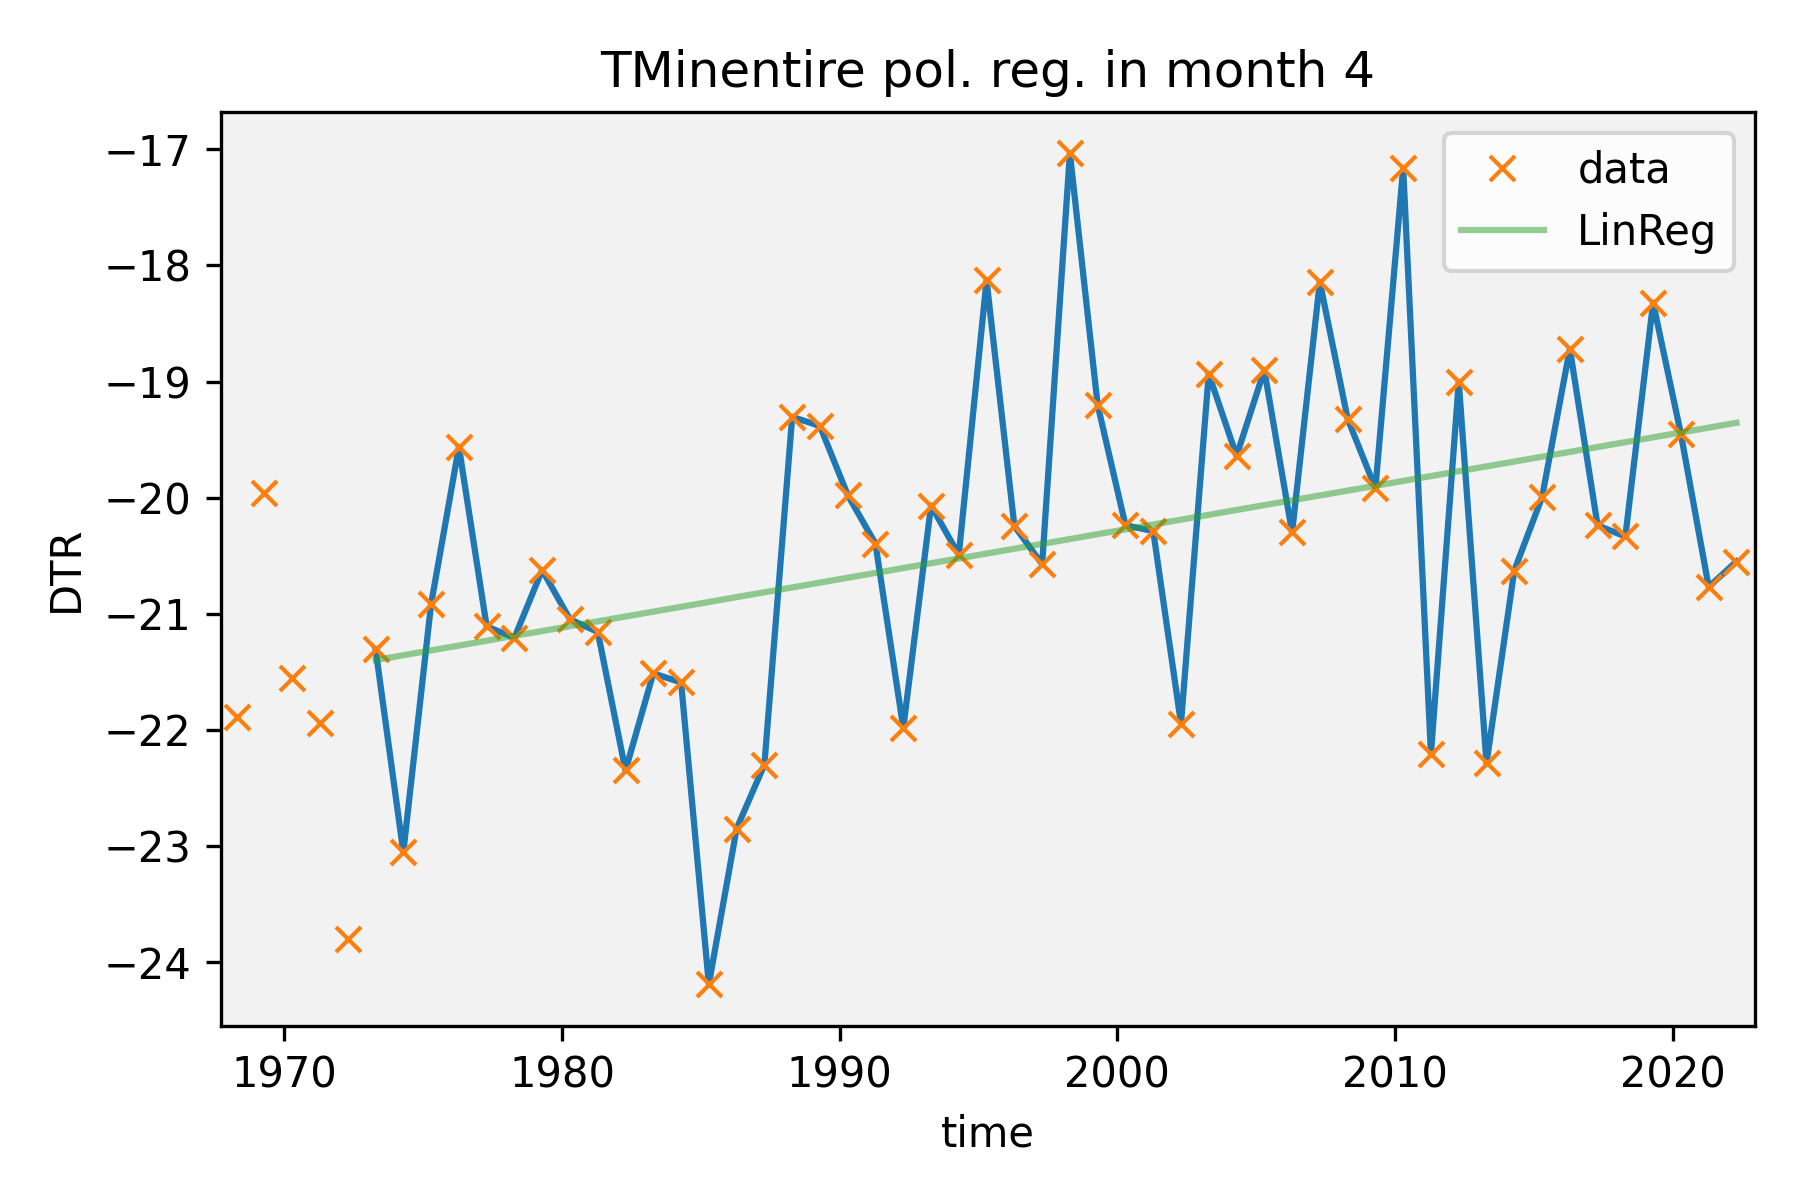 TMinentire pol. reg. in month 4
−17
−18
−19
−20
−21
−22
−23
−24
DTR
data
LinReg
1970 1980 1990 2000 2010 2020
time